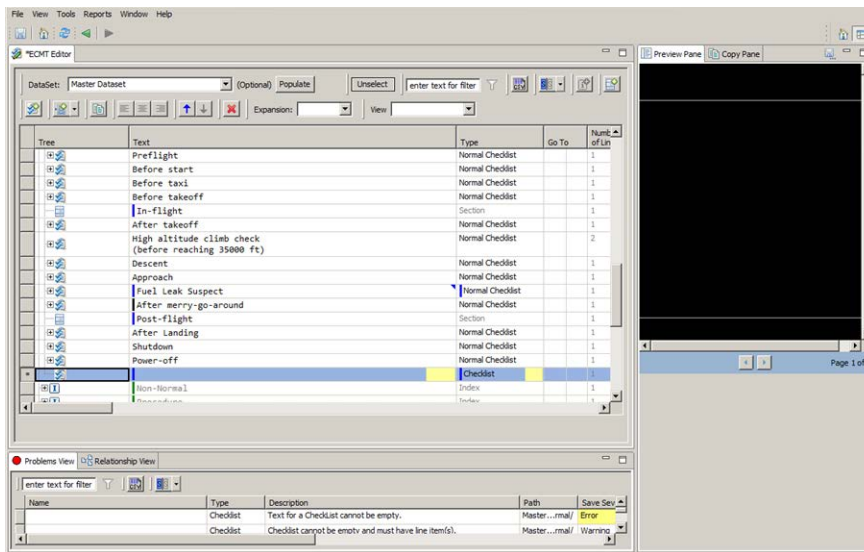 File View Tools Reports Window Help
*ECMT Editor
DataSet: Master Dataset (Optional) Populate Unselect enter text for filter
Expansion: View
Tree Text Type Go To Numb of Lin
Preflight Normal Checklist 1
Before start Normal Checklist 1
Before taxi Normal Checklist 1
Before takeoff Normal Checklist 1
In-flight Section 1
After takeoff Normal Checklist 1
High altitude climb check Normal Checklist 2
(before reaching 35000 ft)
Descent Normal Checklist 1
Approach Normal Checklist 1
Fuel Leak Suspect Normal Checklist 1
After merry-go-around Normal Checklist 1
Post-flight Section 1
After Landing Normal Checklist 1
Shutdown Normal Checklist 1
Power-off Normal Checklist 1
* Checklist 1
I Non-Normal Index 1
Preview Pane Copy Pane
Page 1 of
Problems View Relationship View
enter text for filter
Name Type Description Path Save Sev
Checklist Text for a CheckList cannot be empty. Master...rmal/ Error
Checklist Checklist cannot be empty and must have line item(s). Master...rmal/ Warning